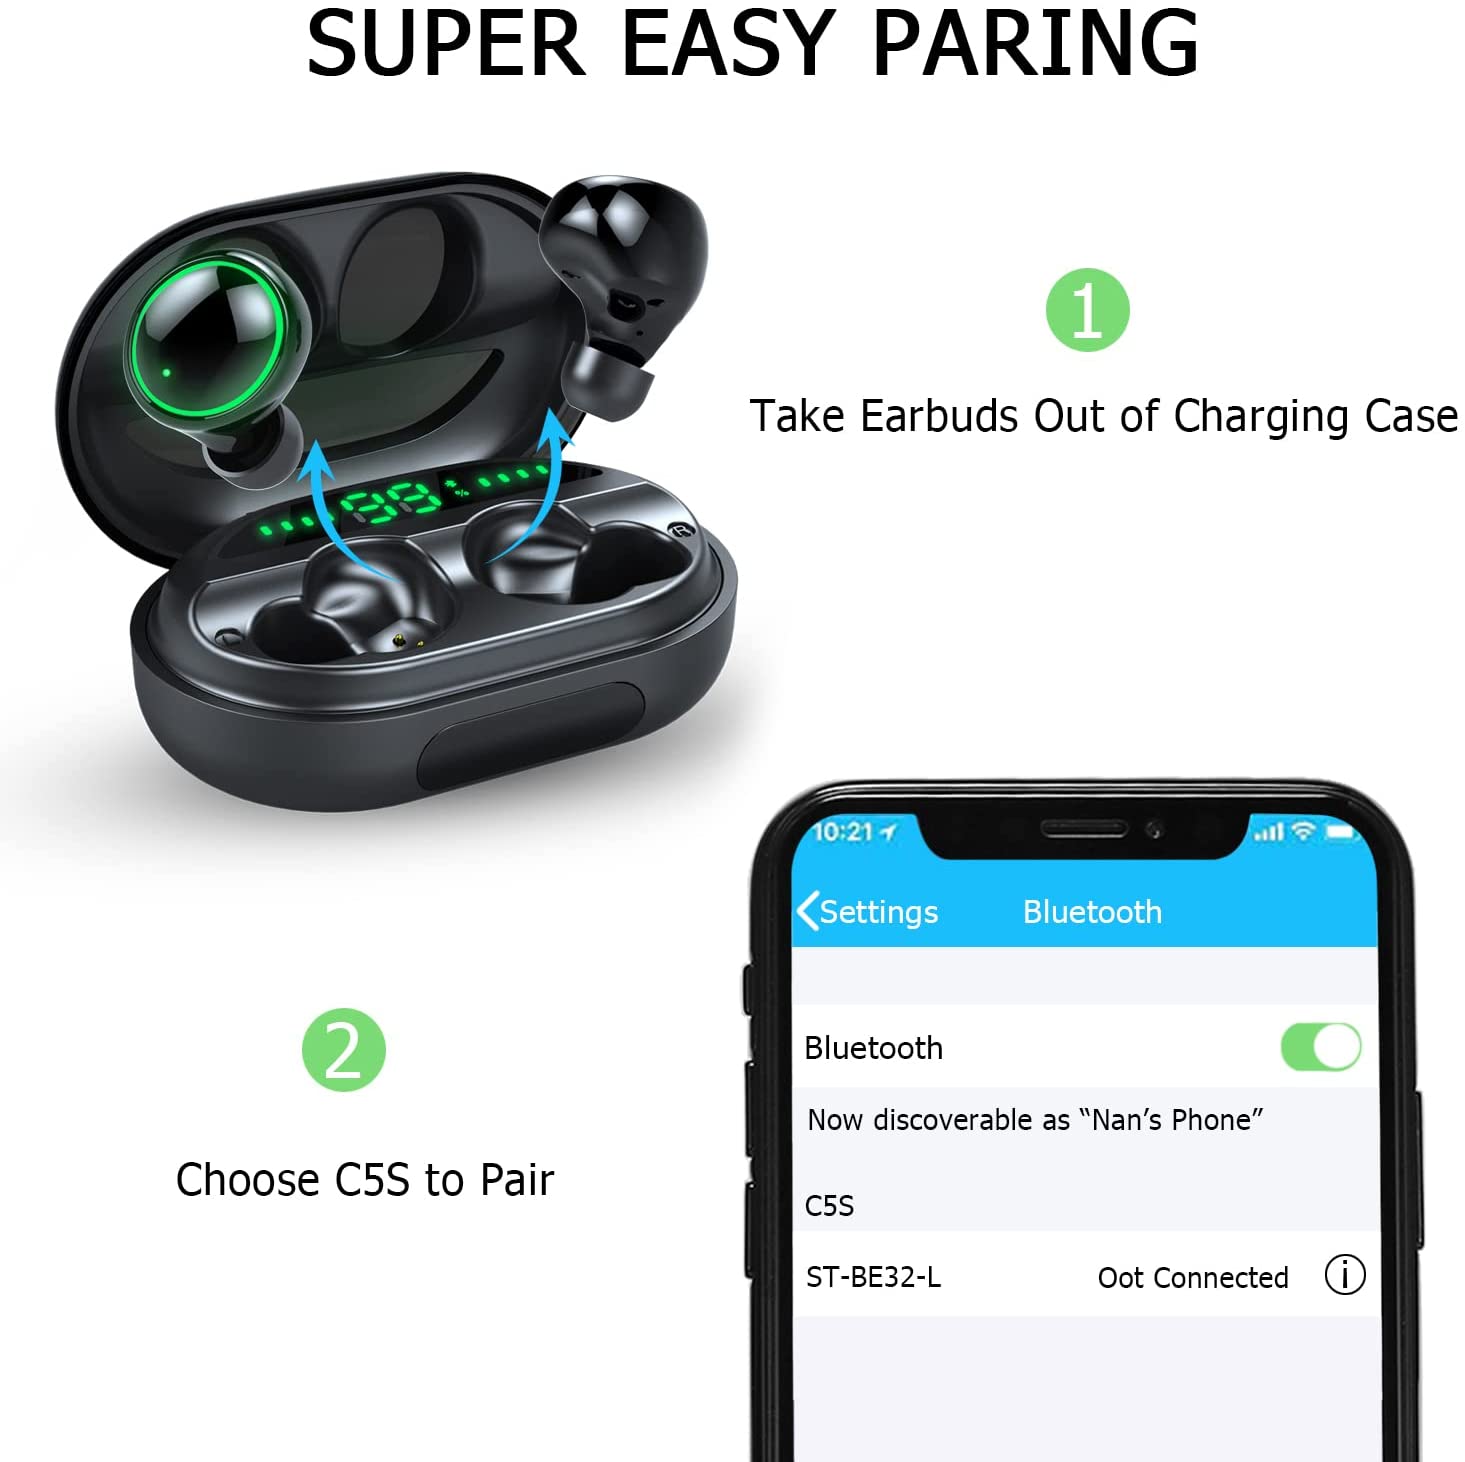 SUPER EASY PARING
1
Take Earbuds Out of Charging Case
99 %
R
L
10:21
Settings Bluetooth
Bluetooth
Now discoverable as “Nan’s Phone”
C5S
ST-BE32-L Oot Connected i
2
Choose C5S to Pair